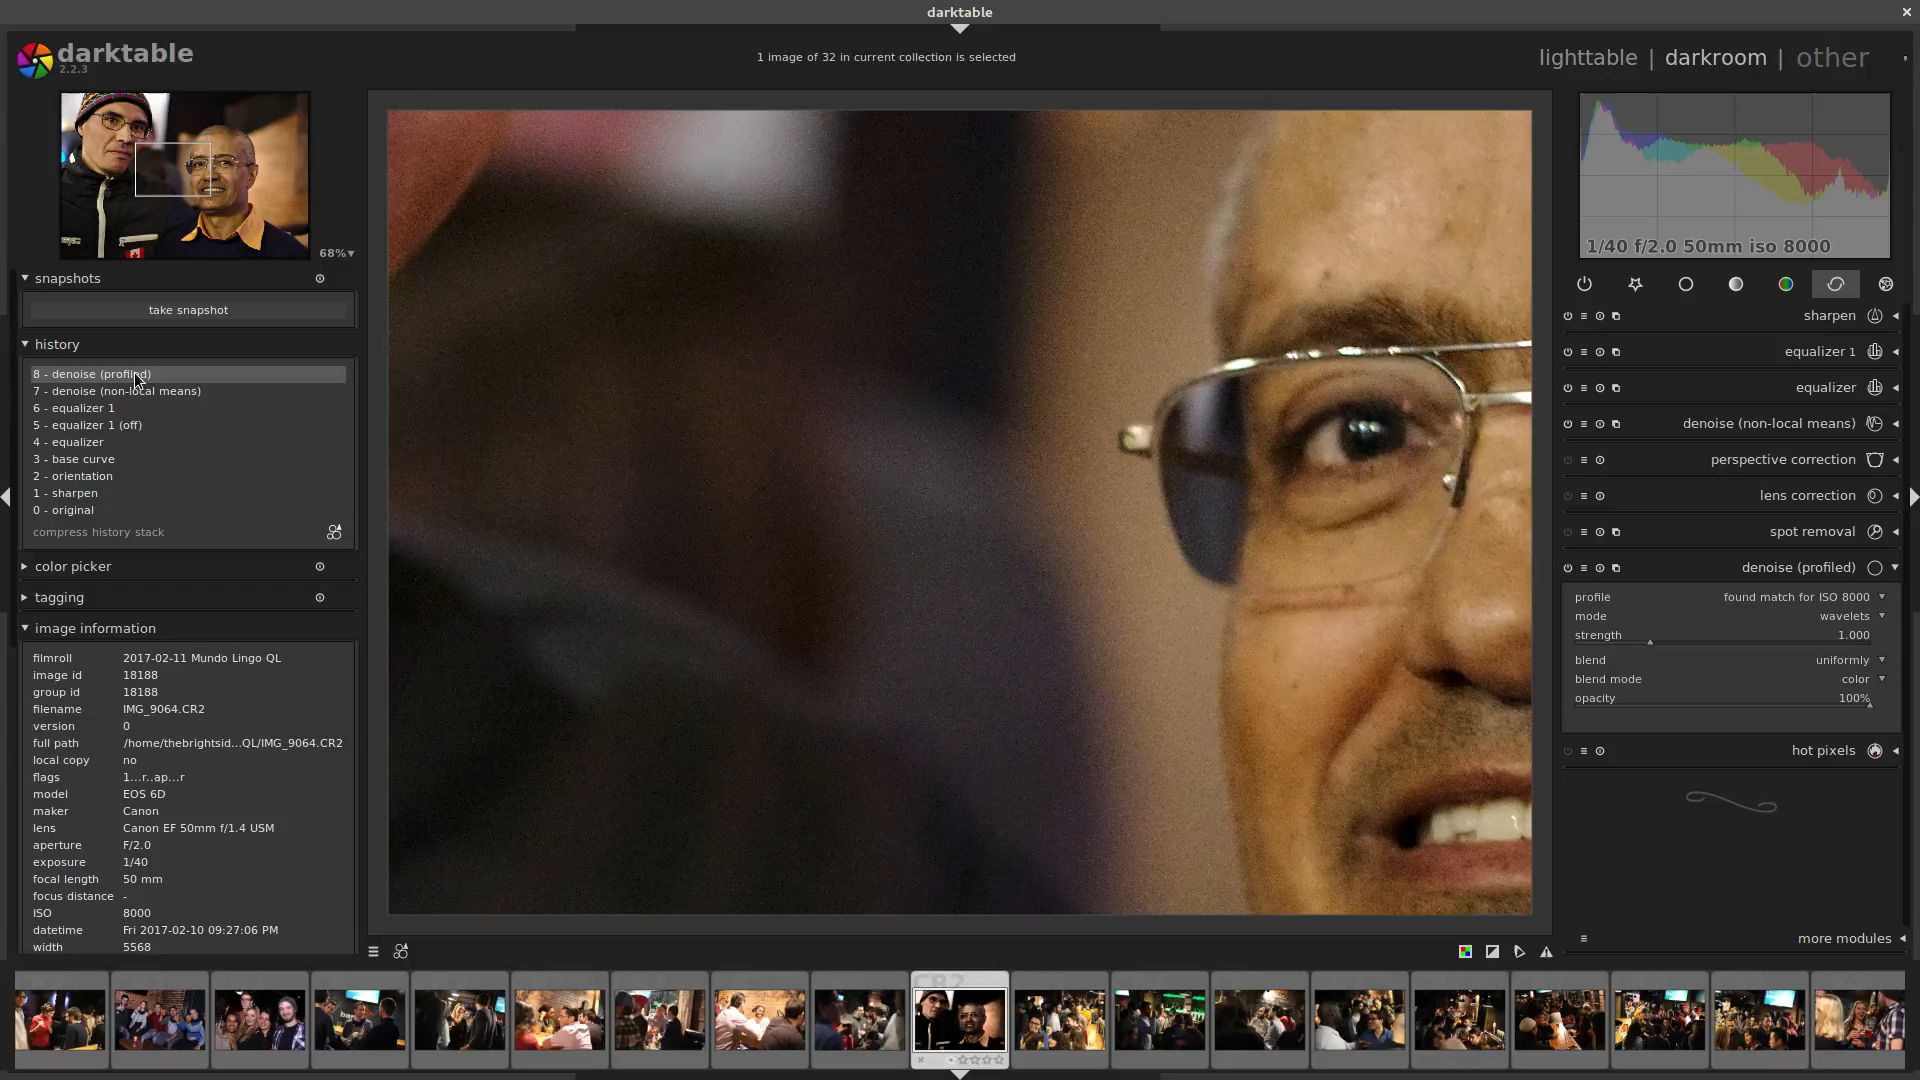 darktable
darktable
2.2.3
1 image of 32 in current collection is selected
lighttable | darkroom | other
68%
1/40 f/2.0 50mm iso 8000
snapshots
take snapshot
history
8 - denoise (profiled)
7 - denoise (non-local means)
6 - equalizer 1
5 - equalizer 1 (off)
4 - equalizer
3 - base curve
2 - orientation
1 - sharpen
0 - original
compress history stack
color picker
tagging
image information
filmroll 2017-02-11 Mundo Lingo QL
image id 18188
group id 18188
filename IMG_9064.CR2
version 0
full path /home/thebrightsid...QL/IMG_9064.CR2
local copy no
flags 1...r..ap...r
model EOS 6D
maker Canon
lens Canon EF 50mm f/1.4 USM
aperture F/2.0
exposure 1/40
focal length 50 mm
focus distance -
ISO 8000
datetime Fri 2017-02-10 09:27:06 PM
width 5568
sharpen
equalizer 1
equalizer
denoise (non-local means)
perspective correction
lens correction
spot removal
denoise (profiled)
profile found match for ISO 8000
mode wavelets
strength 1.000
blend uniformly
blend mode color
opacity 100%
hot pixels
more modules
CR2